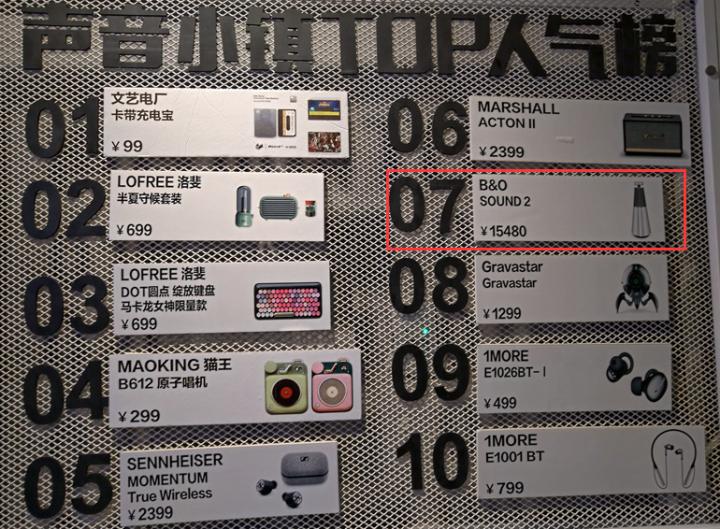 声音小镇TOP人气榜
01
文艺电厂
卡带充电宝
¥99
02
LOFREE 洛斐
半夏守候套装
¥699
03
LOFREE 洛斐
DOT圆点 绽放键盘
马卡龙女神限量款
¥699
04
MAOKING 猫王
B612 原子唱机
¥299
05
SENNHEISER
MOMENTUM
True Wireless
¥2399
06
MARSHALL
ACTON II
¥2399
07
B&O
SOUND 2
¥15480
08
Gravastar
Gravastar
¥1299
09
1MORE
E1026BT-I
¥499
10
1MORE
E1001 BT
¥799